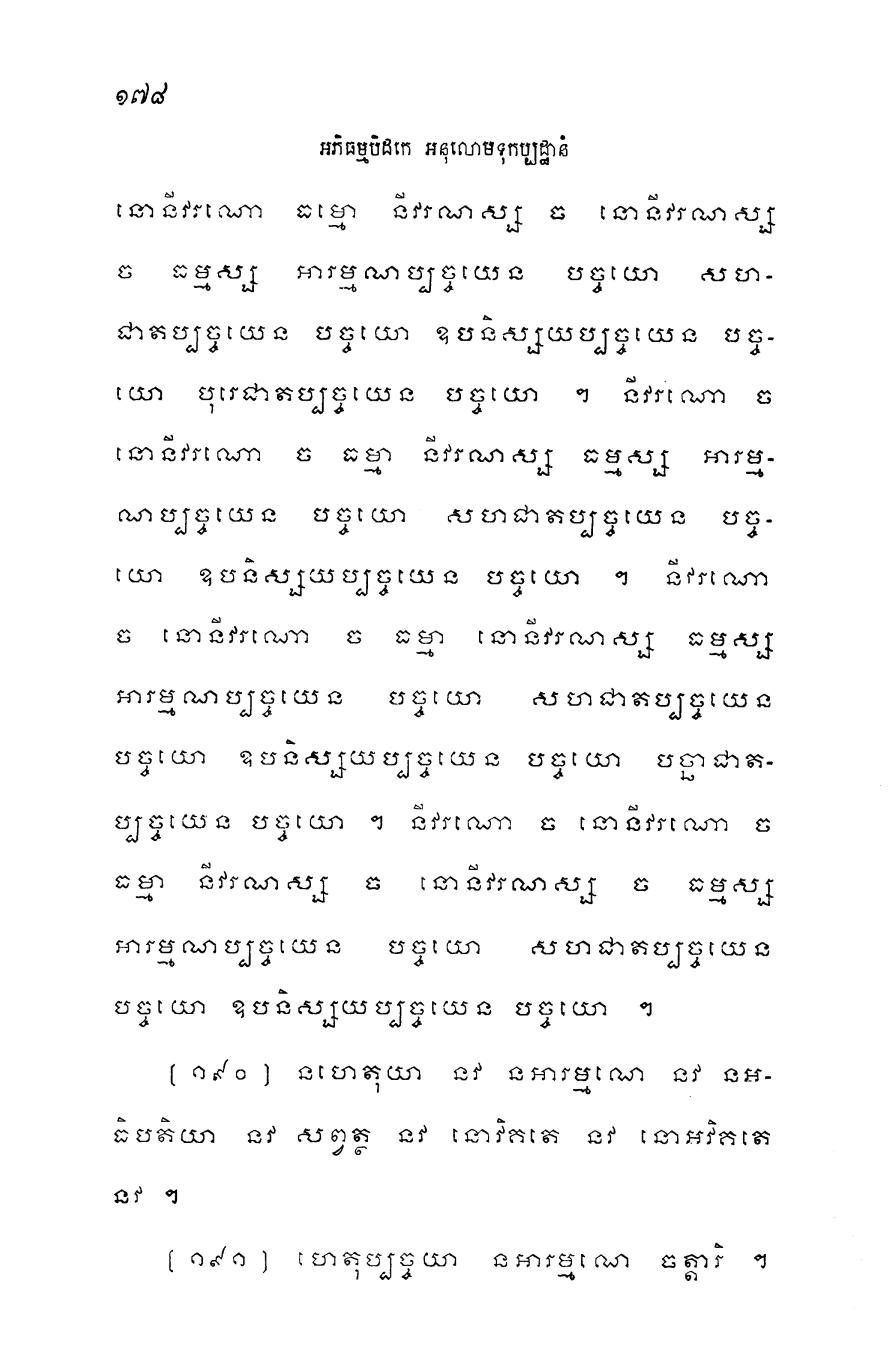 ១៧៨
អភិធម្មបិដកេ អនុលោមទុកប្បដ្ឋានំ
នោនីវរណោ ធម្មោ នីវរណស្ស ច នោនីវរណស្ស
ច ធម្មស្ស អារម្មណប្បច្ចយេន បច្ចយោ សហ-
ជាតប្បច្ចយេន បច្ចយោ ឧបនិស្សយប្បច្ចយេន បច្ច-
យោ បុរេជាតប្បច្ចយេន បច្ចយោ ។ នីវរណោ ច
នោនីវរណោ ច ធម្មា នីវរណស្ស ធម្មស្ស អារម្ម-
ណប្បច្ចយេន បច្ចយោ សហជាតប្បច្ចយេន បច្ច-
យោ ឧបនិស្សយប្បច្ចយេន បច្ចយោ ។ នីវរណោ
ច នោនីវរណោ ច ធម្មា នោនីវរណស្ស ធម្មស្ស
អារម្មណប្បច្ចយេន បច្ចយោ សហជាតប្បច្ចយេន
បច្ចយោ ឧបនិស្សយប្បច្ចយេន បច្ចយោ បច្ឆាជាត-
ប្បច្ចយេន បច្ចយោ ។ នីវរណោ ច នោនីវរណោ ច
ធម្មា នីវរណស្ស ច នោនីវរណស្ស ច ធម្មស្ស
អារម្មណប្បច្ចយេន បច្ចយោ សហជាតប្បច្ចយេន
បច្ចយោ ឧបនិស្សយប្បច្ចយេន បច្ចយោ ។
[ ១៩០ ] នហេតុយា នវ នអារម្មណេ នវ នអ-
ធិបតិយា នវ សព្វត្ថ នវ នោវិគតេ នវ នោអវិគតេ
នវ ។
[ ១៩១ ] ហេតុប្បច្ចយា នអារម្មណេ ចត្តារិ ។